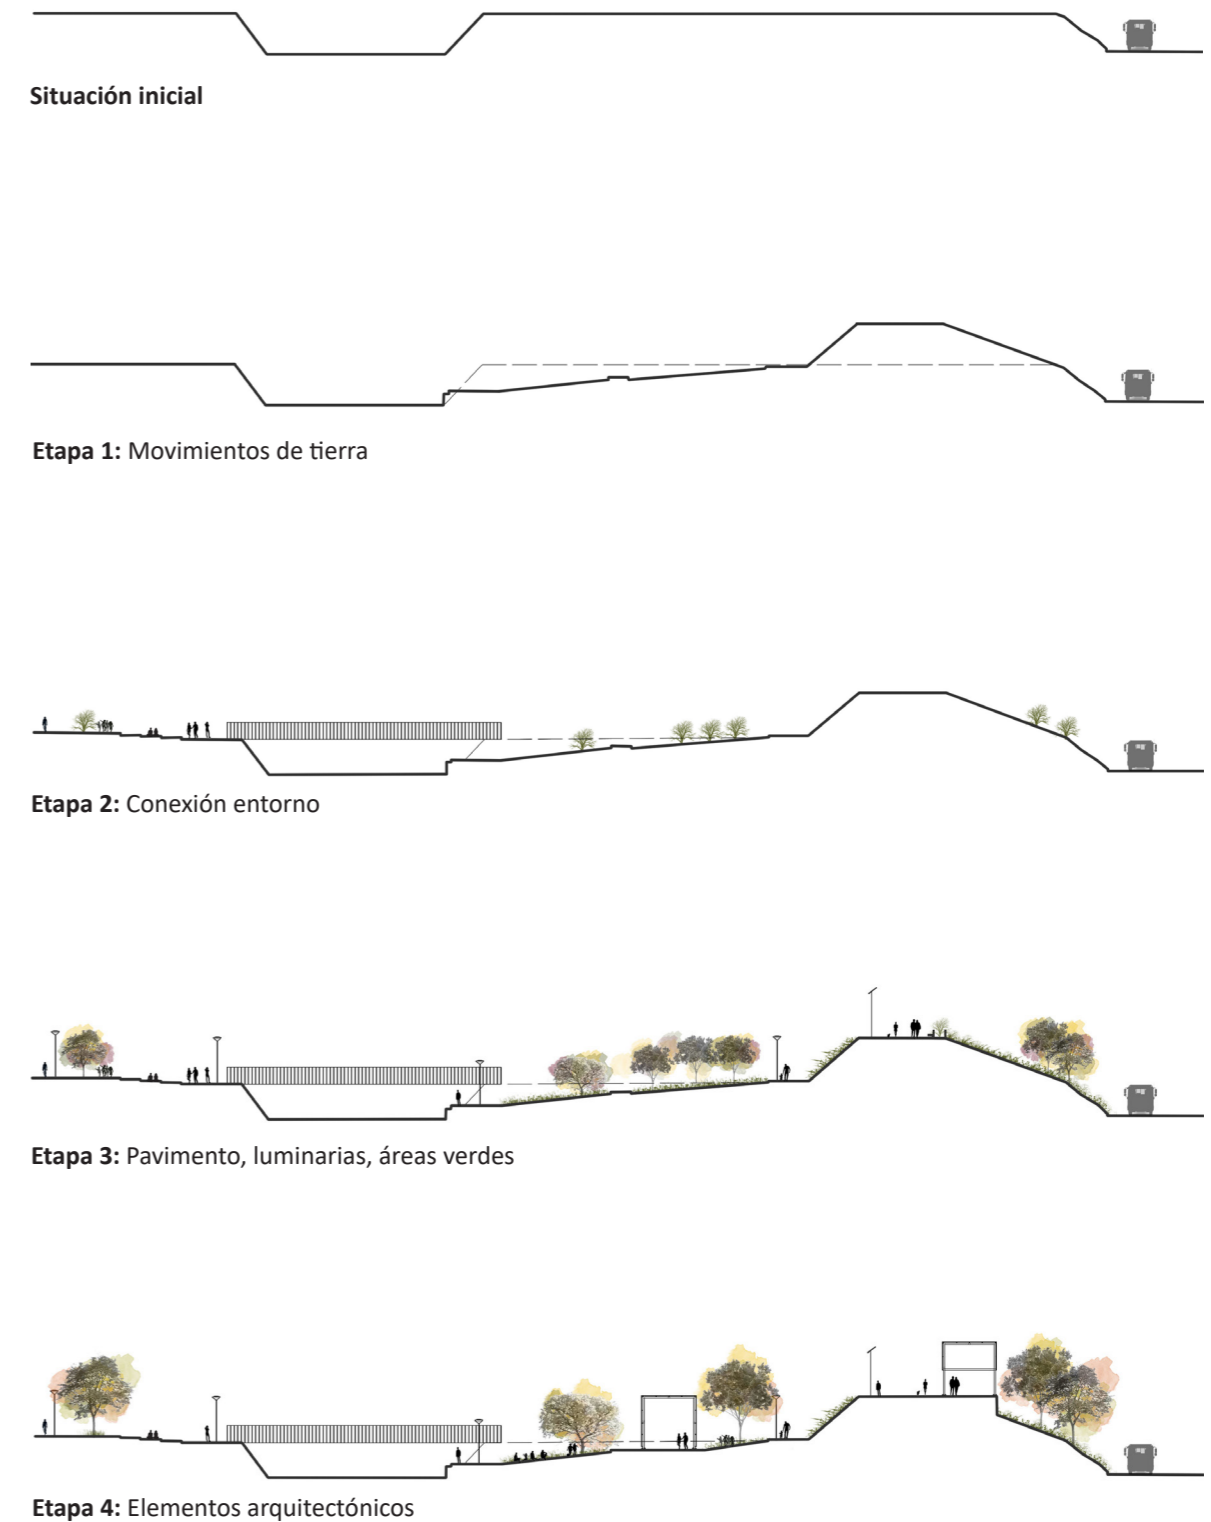 Situación inicial
Etapa 1: Movimientos de tierra
Etapa 2: Conexión entorno
Etapa 3: Pavimento, luminarias, áreas verdes
Etapa 4: Elementos arquitectónicos